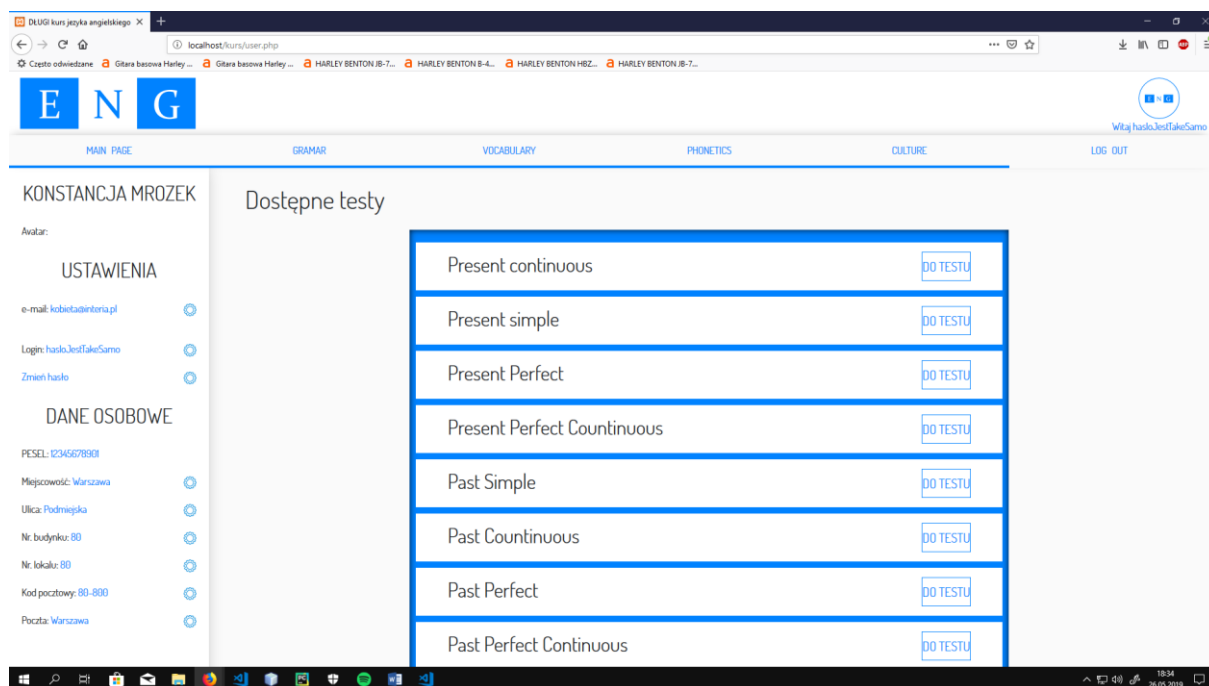 DŁUGI kurs jezyka angielskiego
localhost/kurs/user.php
Często odwiedzane Gitara basowa Harley ... Gitara basowa Harley ... HARLEY BENTON JB-7... HARLEY BENTON B-4... HARLEY BENTON HBZ... HARLEY BENTON JB-7...
E N G
E N G
Witaj hasloJestTakeSamo
MAIN PAGE GRAMAR VOCABULARY PHONETICS CULTURE LOG OUT
KONSTANCJA MROZEK
Avatar:
USTAWIENIA
e-mail: kobieta@interia.pl
Login: hasloJestTakeSamo
Zmień hasło
DANE OSOBOWE
PESEL: 12345678901
Miejscowość: Warszawa
Ulica: Podmiejska
Nr. budynku: 80
Nr. lokalu: 80
Kod pocztowy: 80-800
Poczta: Warszawa
Dostępne testy
Present continuous DO TESTU
Present simple DO TESTU
Present Perfect DO TESTU
Present Perfect Countinuous DO TESTU
Past Simple DO TESTU
Past Countinuous DO TESTU
Past Perfect DO TESTU
Past Perfect Continuous DO TESTU
18:34
26.05.2019